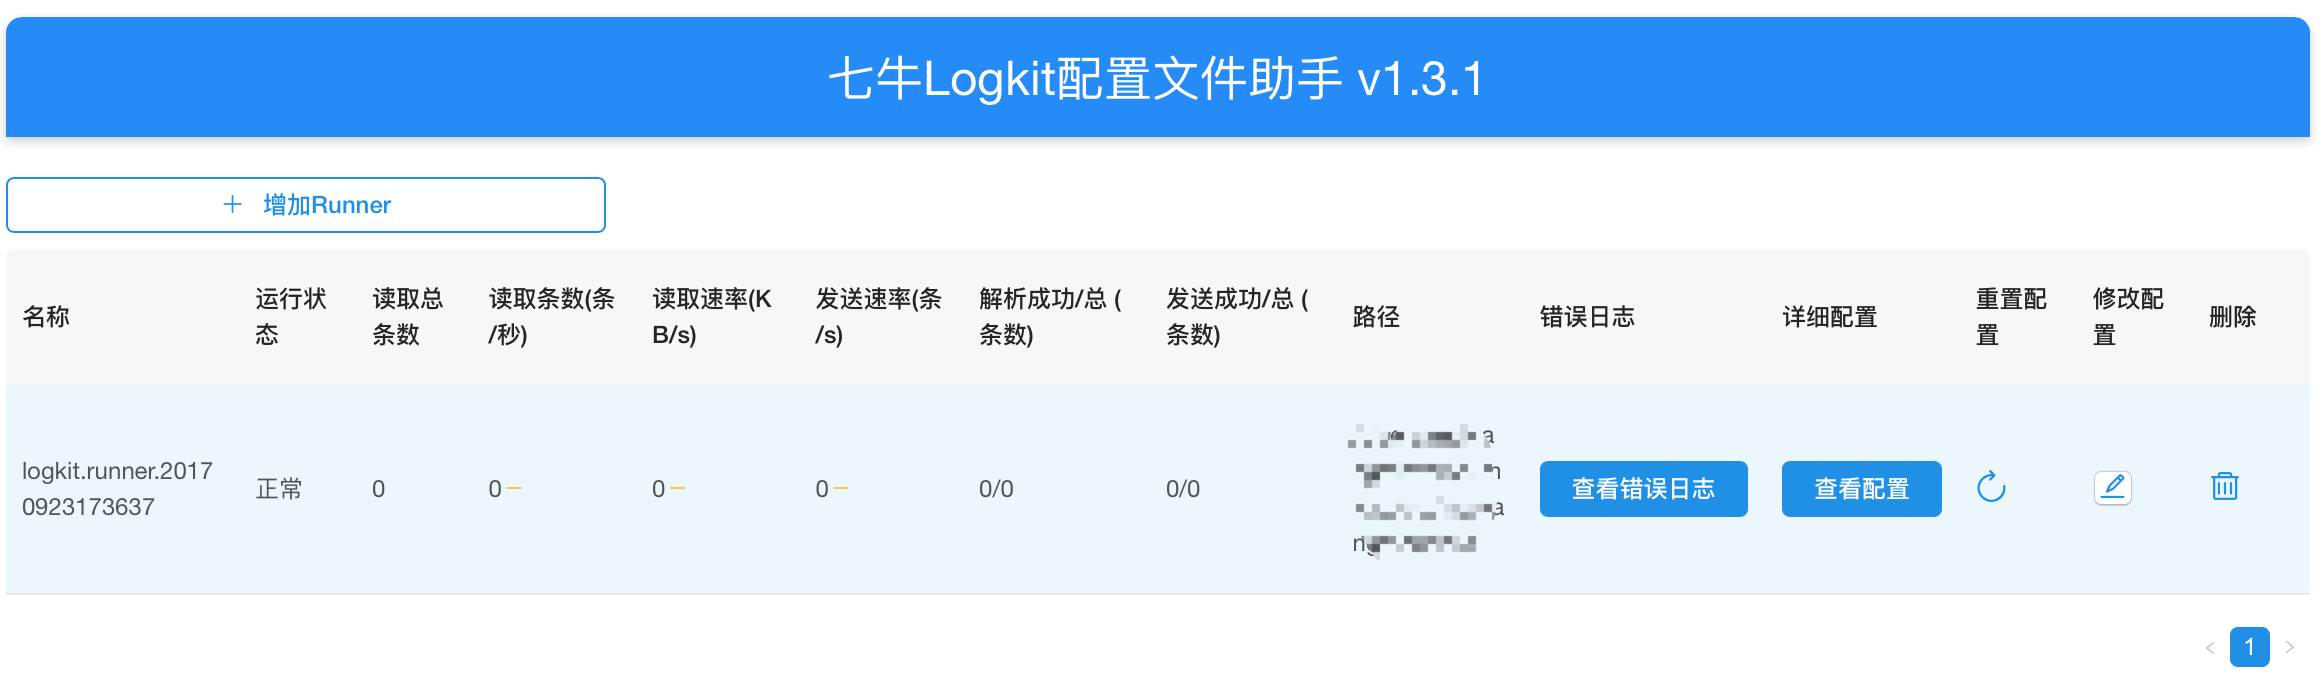 七牛Logkit配置文件助手 v1.3.1
+ 增加Runner
名称
运行状
态
读取总
条数
读取条数(条
/秒)
读取速率(K
B/s)
发送速率(条
/s)
解析成功/总 (
条数)
发送成功/总 (
条数)
路径
错误日志
详细配置
重置配
置
修改配
置
删除
logkit.runner.2017
0923173637
正常
0
0
0
0
0/0
0/0
查看错误日志
查看配置
< 1 >